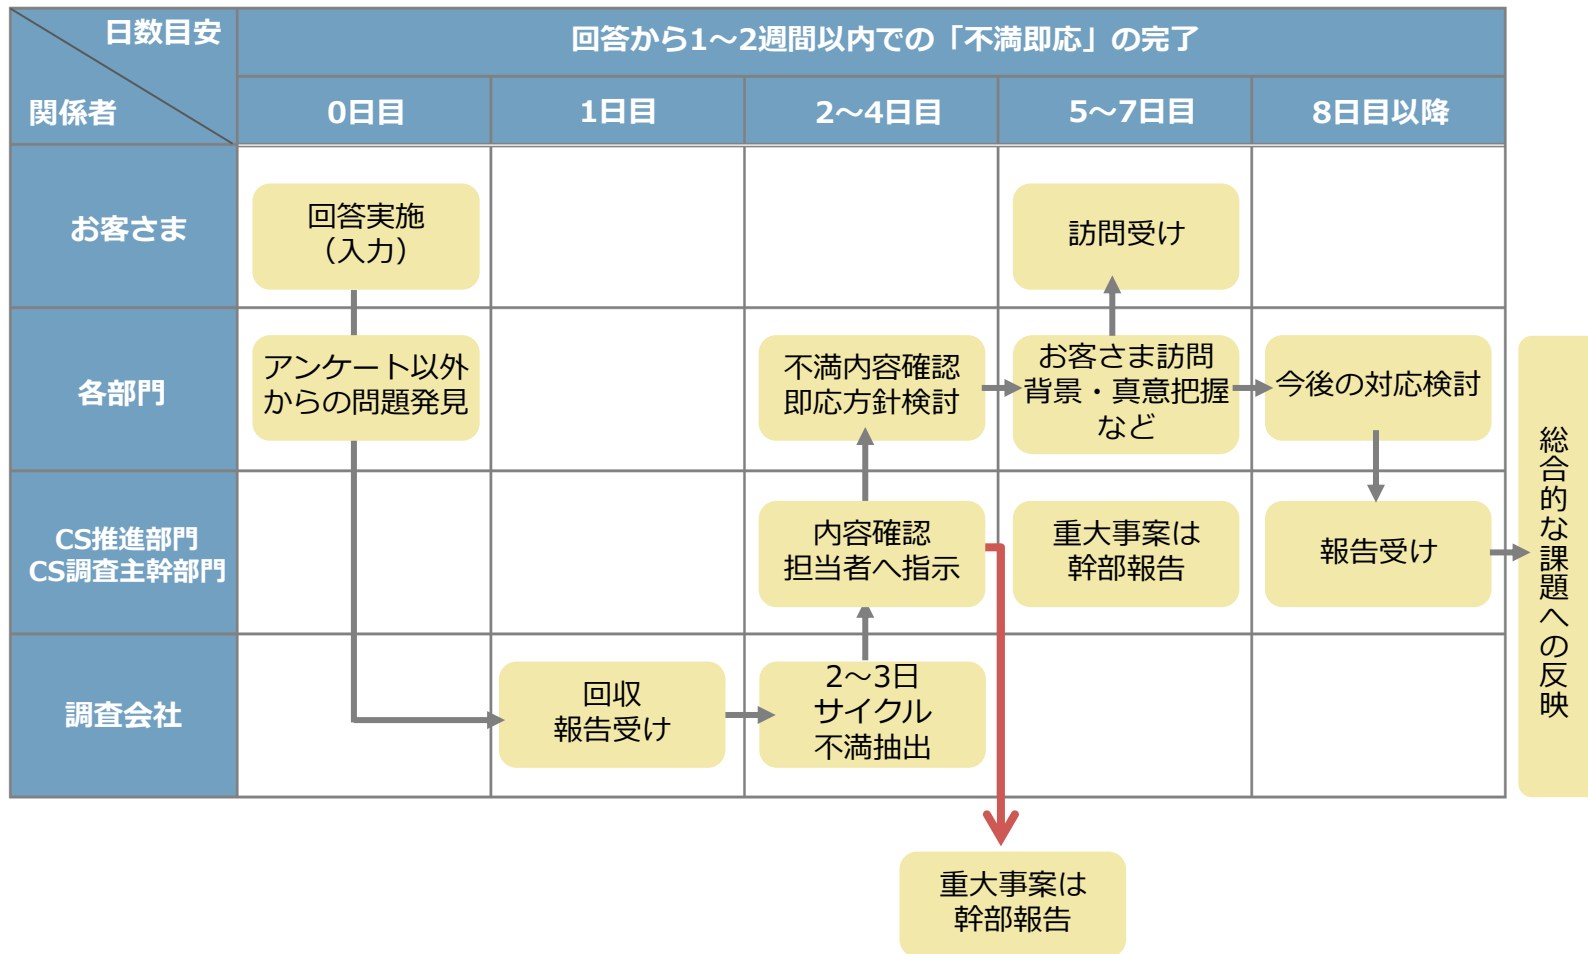 日数目安
関係者
回答から1～2週間以内での「不満即応」の完了
0日目
1日目
2～4日目
5～7日目
8日目以降
お客さま
回答実施
（入力）
訪問受け
各部門
アンケート以外
からの問題発見
不満内容確認
即応方針検討
お客さま訪問
背景・真意把握
など
今後の対応検討
CS推進部門
CS調査主幹部門
内容確認
担当者へ指示
重大事案は
幹部報告
報告受け
調査会社
回収
報告受け
2～3日
サイクル
不満抽出
総合的な課題への反映
重大事案は
幹部報告